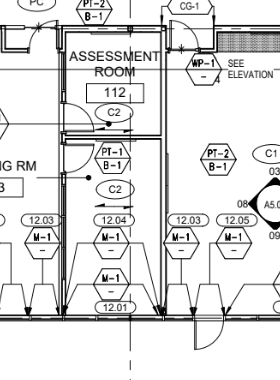 PC
PT-2
B-1
CG-1
ASSESSMENT
ROOM
112
WP-1
-
4
SEE
ELEVATION
C2
PT-1
B-1
PT-2
B-1
C1
NG RM
3
C2
03
08
A5.0
09
12.03
12.04
12.03
12.05
M-1
-
M-1
-
M-1
-
M-1
-
M-1
-
M-1
-
12.01